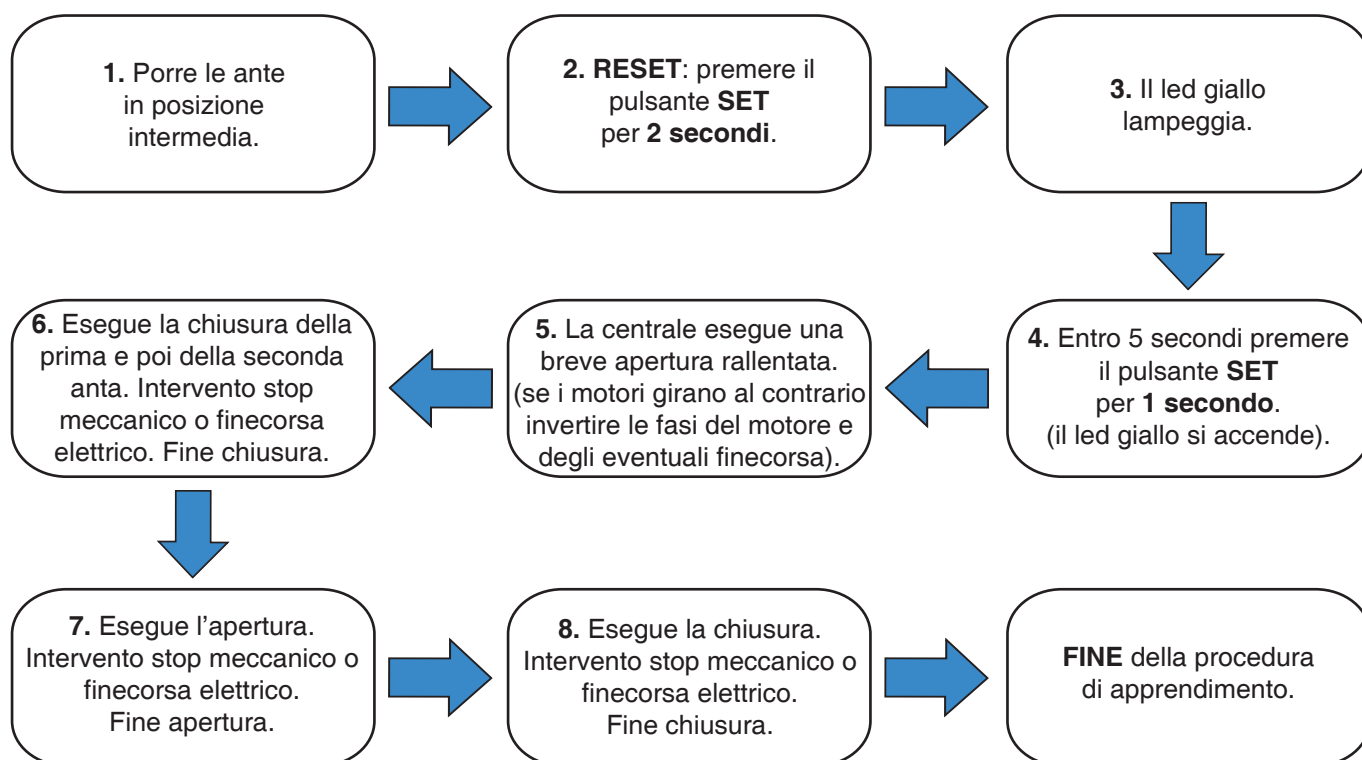 1. Porre le ante
in posizione
intermedia.
2. RESET: premere il
pulsante SET
per 2 secondi.
3. Il led giallo
lampeggia.
4. Entro 5 secondi premere
il pulsante SET
per 1 secondo.
(il led giallo si accende).
5. La centrale esegue una
breve apertura rallentata.
(se i motori girano al contrario
invertire le fasi del motore e
degli eventuali finecorsa).
6. Esegue la chiusura della
prima e poi della seconda
anta. Intervento stop
meccanico o finecorsa
elettrico. Fine chiusura.
7. Esegue l’apertura.
Intervento stop meccanico o
finecorsa elettrico.
Fine apertura.
8. Esegue la chiusura.
Intervento stop meccanico o
finecorsa elettrico.
Fine chiusura.
FINE della procedura
di apprendimento.